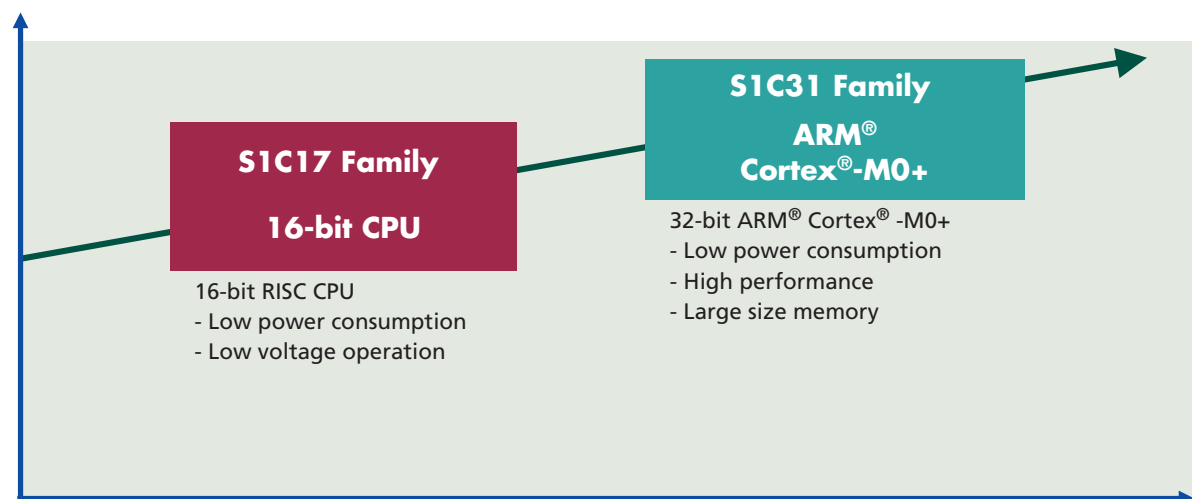 S1C17 Family
16-bit CPU
16-bit RISC CPU
- Low power consumption
- Low voltage operation
S1C31 Family
ARM®
Cortex®-M0+
32-bit ARM® Cortex® -M0+
- Low power consumption
- High performance
- Large size memory